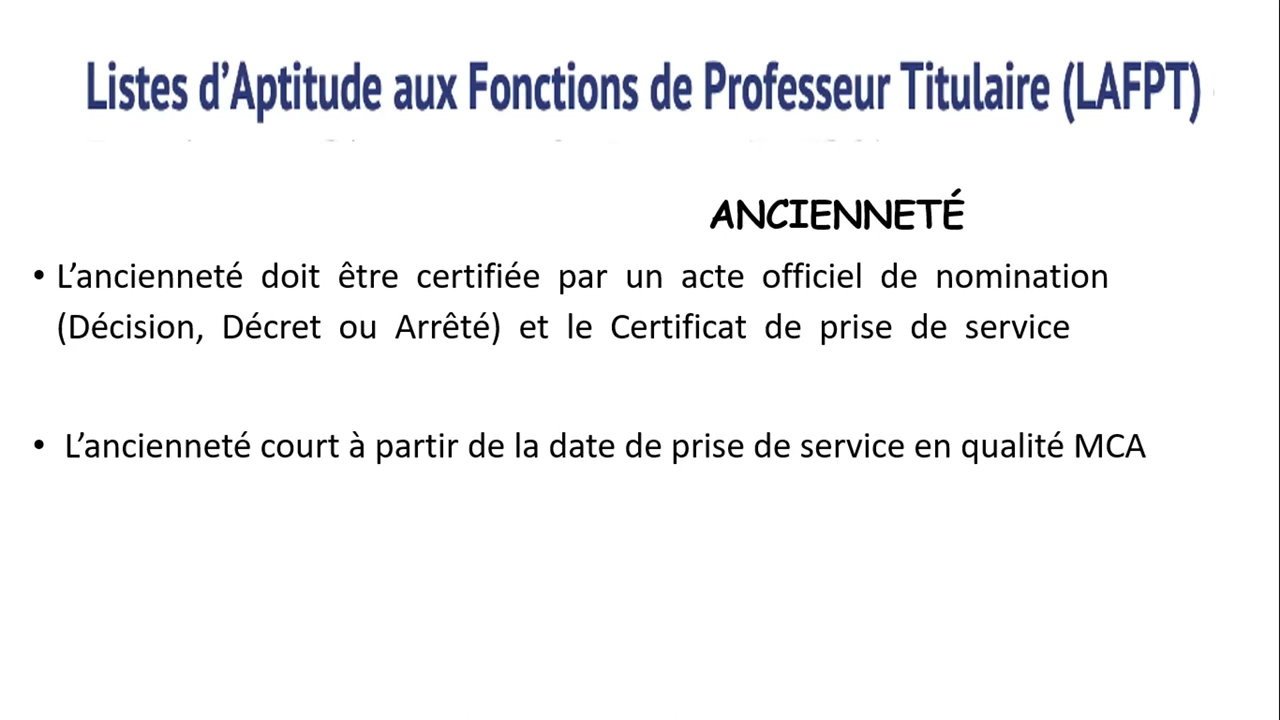 Listes d'Aptitude aux Fonctions de Professeur Titulaire (LAFPT)
ANCIENNETÉ
• L'ancienneté doit être certifiée par un acte officiel de nomination
(Décision, Décret ou Arrêté) et le Certificat de prise de service
• L'ancienneté court à partir de la date de prise de service en qualité MCA